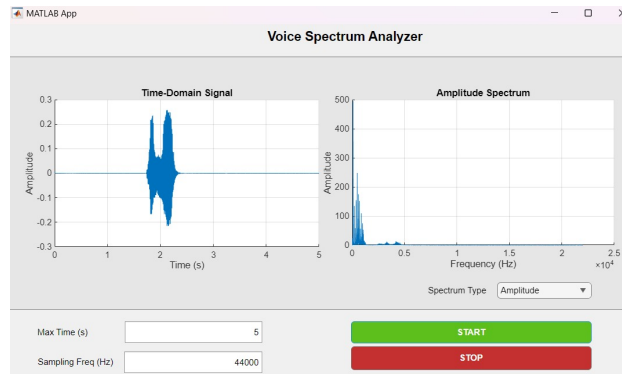 MATLAB App
Voice Spectrum Analyzer
Time-Domain Signal
0.3
0.2
0.1
0
-0.1
-0.2
-0.3
Amplitude
0 1 2 3 4 5
Time (s)
Amplitude Spectrum
500
400
300
200
100
0
Amplitude
0 0.5 1 1.5 2 2.5
Frequency (Hz)
×10⁴
Spectrum Type Amplitude
Max Time (s) 5
START
Sampling Freq (Hz) 44000
STOP